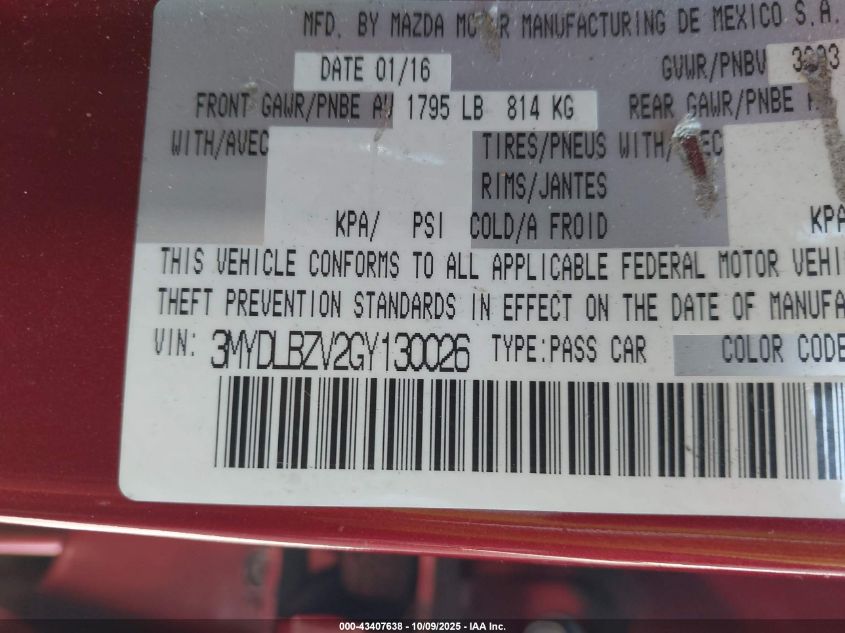 MFD. BY MAZDA MOTOR MANUFACTURING DE MEXICO S.A.
DATE 01/16 GVWR/PNBV
FRONT GAWR/PNBE AV 1795 LB 814 KG REAR GAWR/PNBE
WITH/AVEC TIRES/PNEUS WITH/AVEC
RIMS/JANTES
KPA/ PSI COLD/A FROID KPA
THIS VEHICLE CONFORMS TO ALL APPLICABLE FEDERAL MOTOR VEHI
THEFT PREVENTION STANDARDS IN EFFECT ON THE DATE OF MANUFA
VIN: 3MYDLBZV2GY130026 TYPE:PASS CAR COLOR CODE
000-43407638 - 10/09/2025 - IAA Inc.